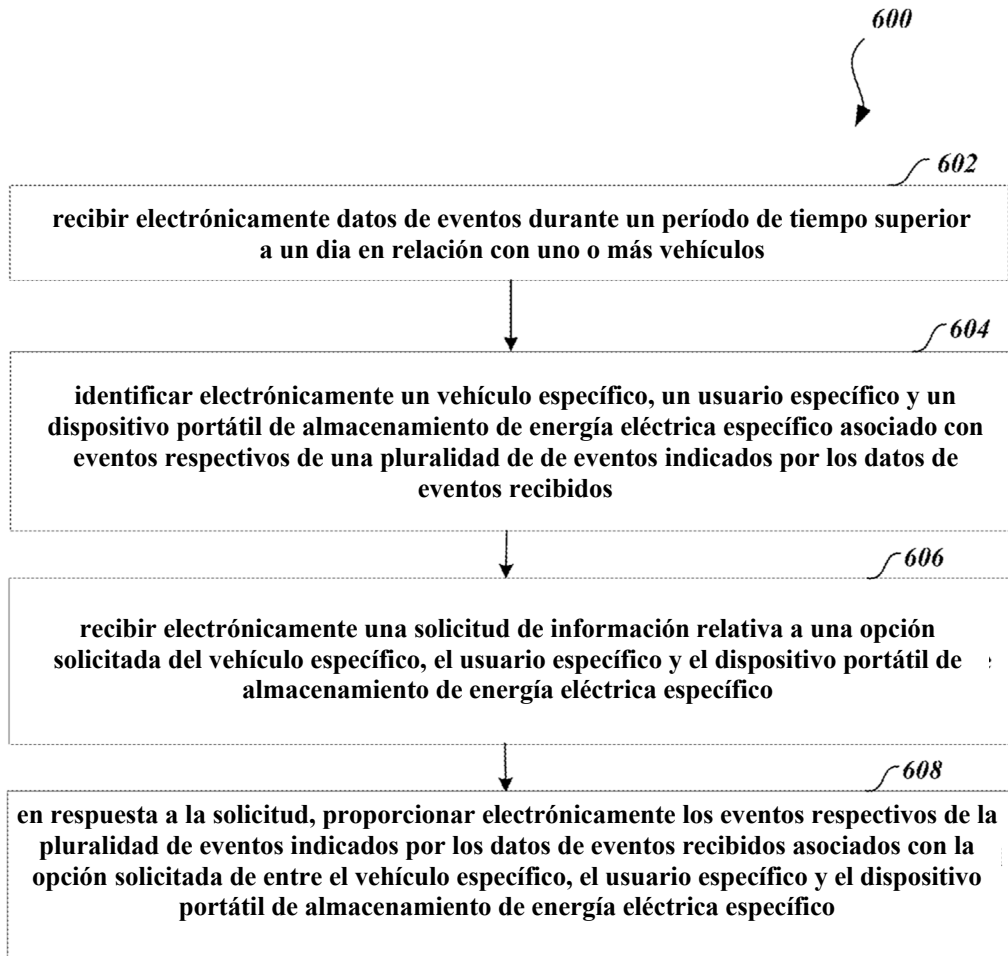 600
602
recibir electrónicamente datos de eventos durante un período de tiempo superior
a un dia en relación con uno o más vehículos
604
identificar electrónicamente un vehículo específico, un usuario específico y un
dispositivo portátil de almacenamiento de energía eléctrica específico asociado con
eventos respectivos de una pluralidad de de eventos indicados por los datos de
eventos recibidos
606
recibir electrónicamente una solicitud de información relativa a una opción
solicitada del vehículo específico, el usuario específico y el dispositivo portátil de
almacenamiento de energía eléctrica específico
608
en respuesta a la solicitud, proporcionar electrónicamente los eventos respectivos de la
pluralidad de eventos indicados por los datos de eventos recibidos asociados con la
opción solicitada de entre el vehículo específico, el usuario específico y el dispositivo
portátil de almacenamiento de energía eléctrica específico